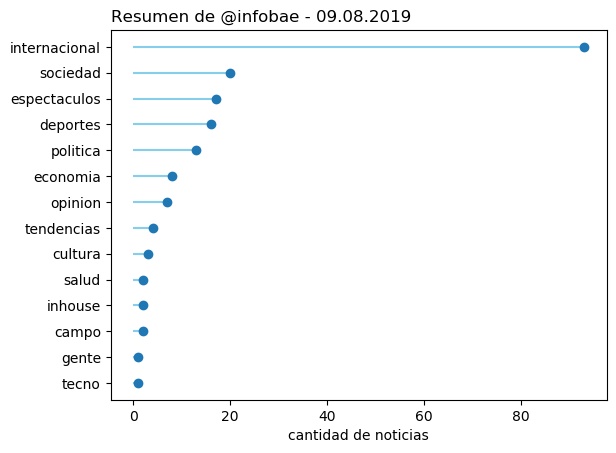 Resumen de @infobae - 09.08.2019
internacional
sociedad
espectaculos
deportes
politica
economia
opinion
tendencias
cultura
salud
inhouse
campo
gente
tecno
0 20 40 60 80
cantidad de noticias